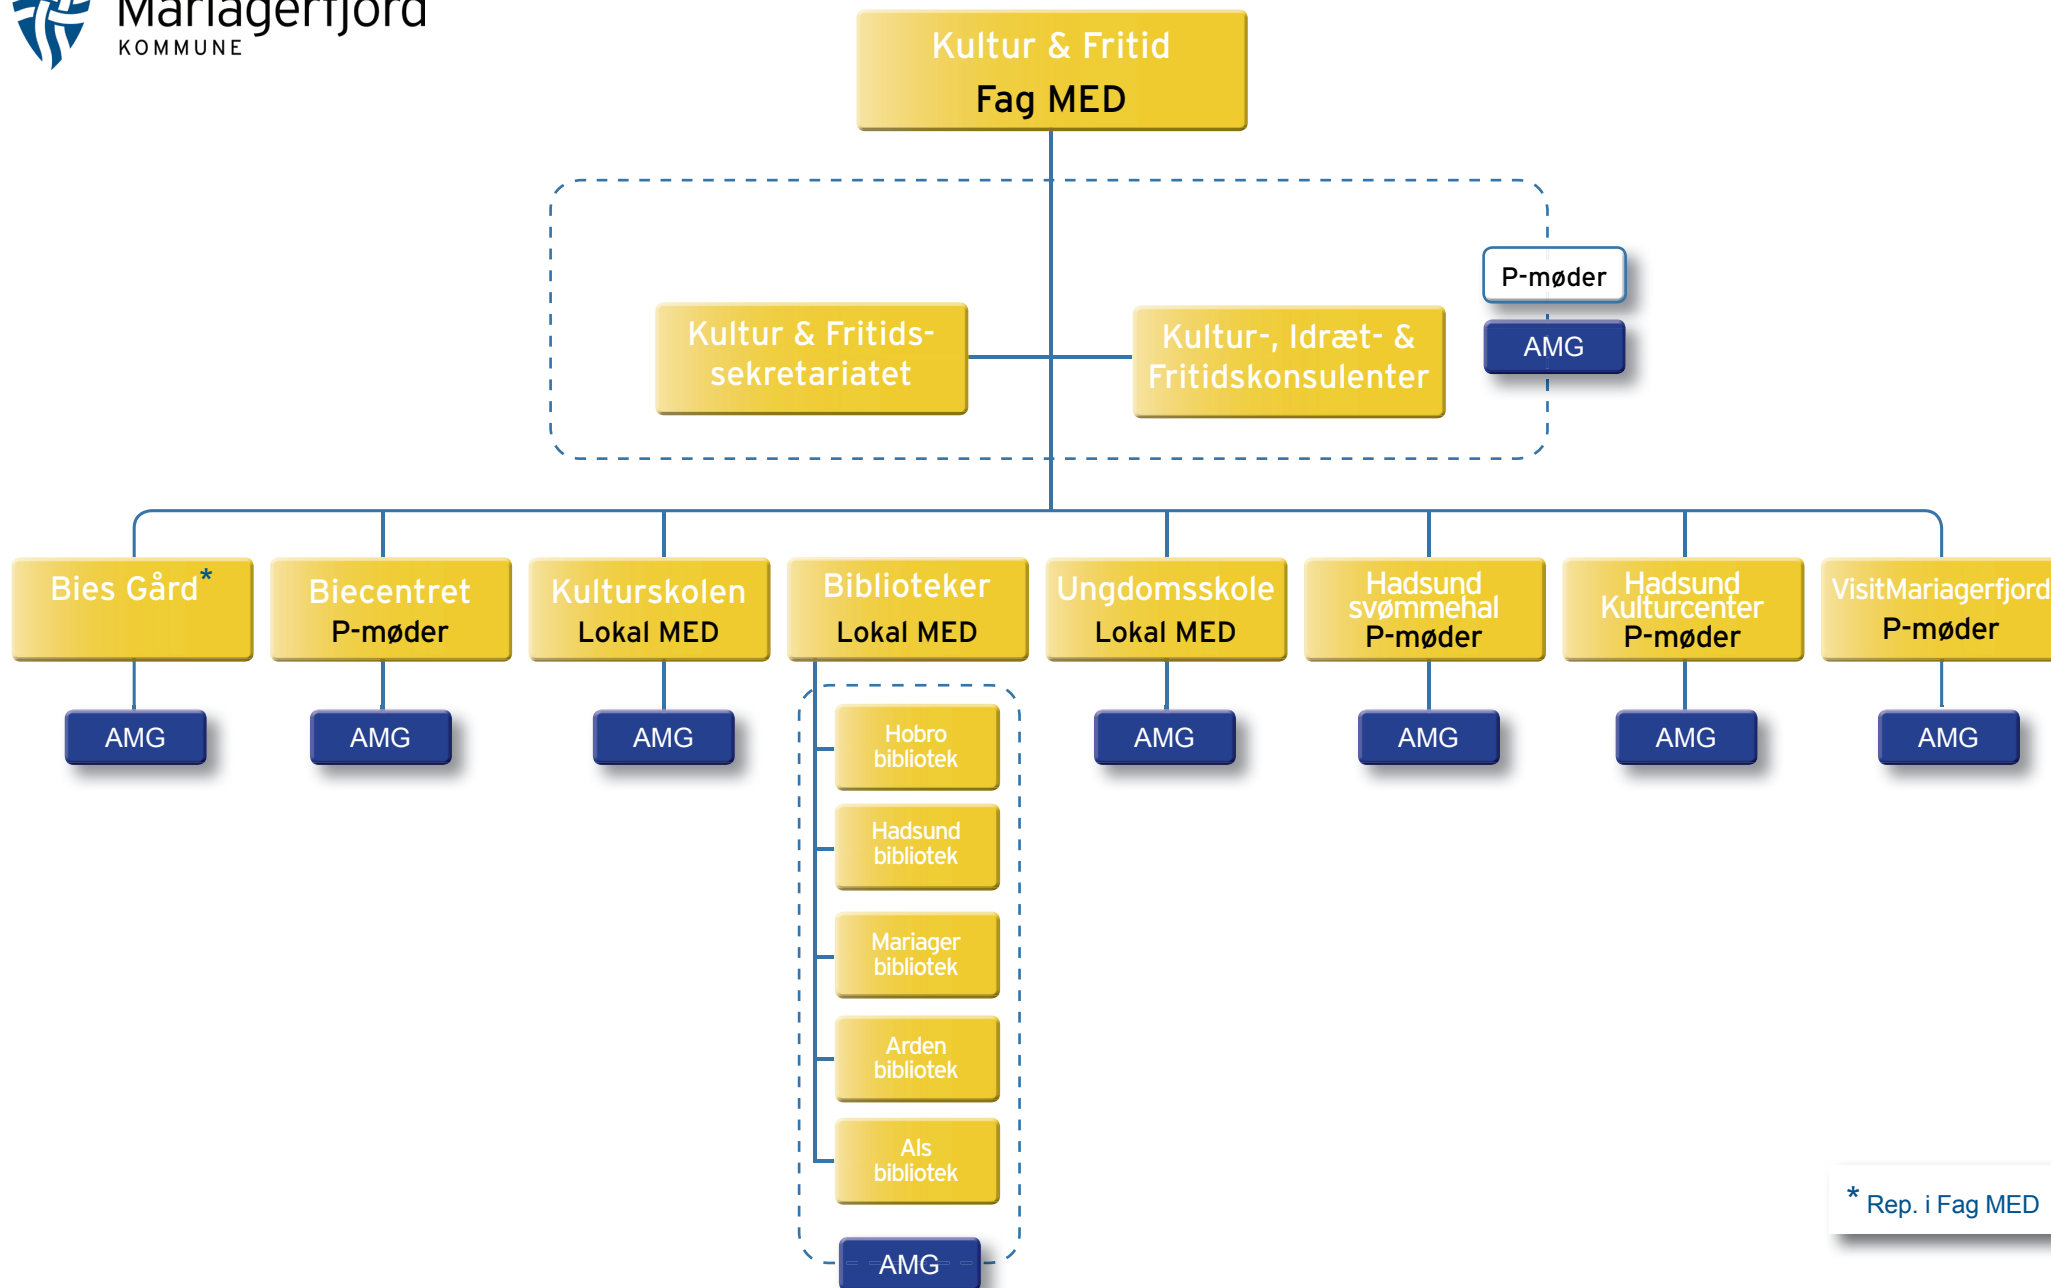 Mariagerfjord
KOMMUNE
Kultur & Fritid
Fag MED
P-møder
AMG
Kultur & Fritids-
sekretariatet
Kultur-, Idræt- &
Fritidskonsulenter
Bies Gård*
Biecentret
P-møder
Kulturskolen
Lokal MED
Biblioteker
Lokal MED
Ungdomsskole
Lokal MED
Hadsund
svømmehal
P-møder
Hadsund
Kulturcenter
P-møder
VisitMariagerfjord
P-møder
AMG
AMG
AMG
Hobro
bibliotek
Hadsund
bibliotek
Mariager
bibliotek
Arden
bibliotek
Als
bibliotek
AMG
AMG
AMG
AMG
AMG
* Rep. i Fag MED